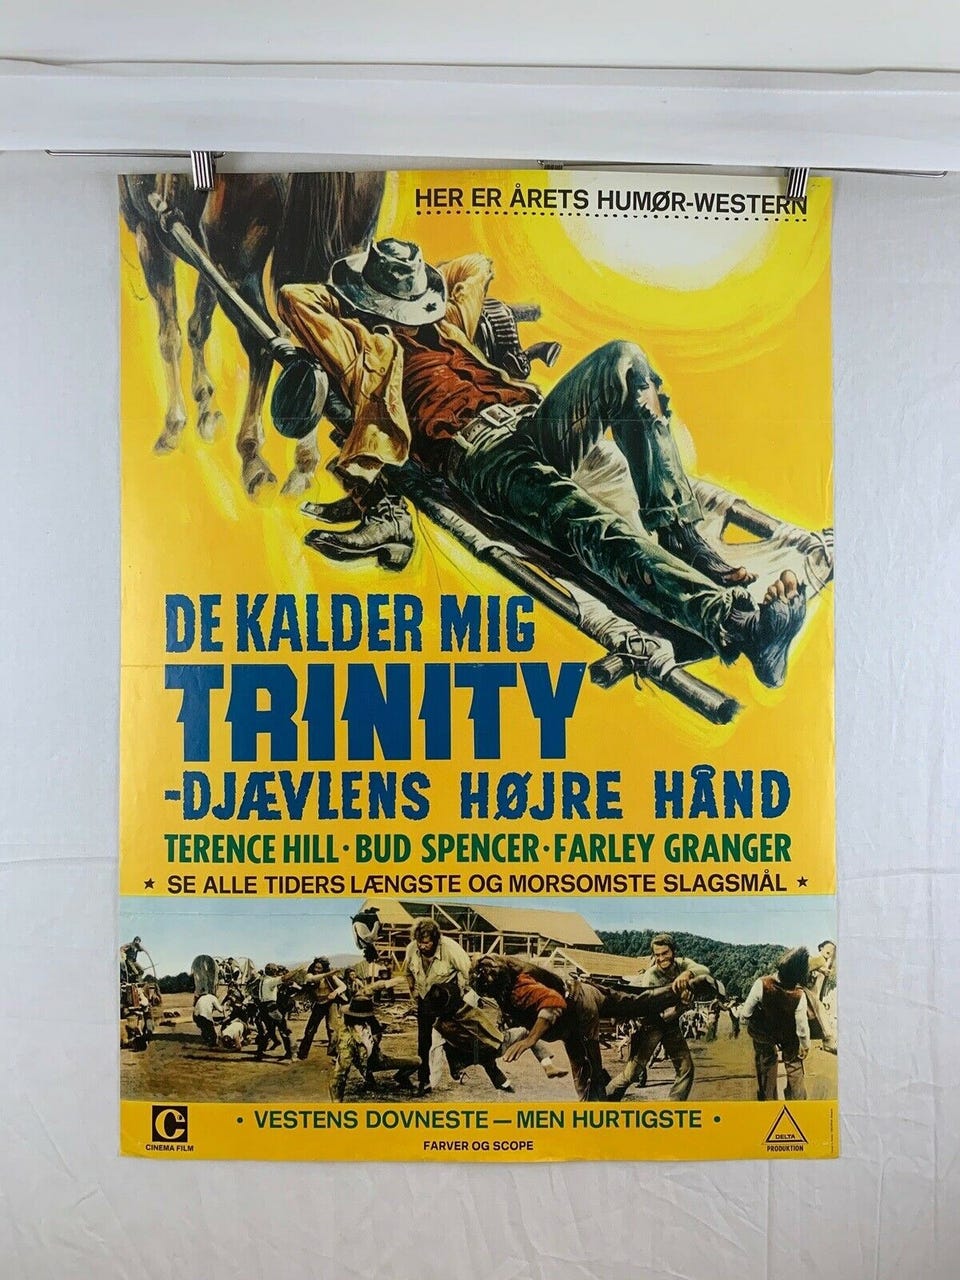 HER ER ÅRETS HUMØR-WESTERN
DE KALDER MIG
TRINITY
-DJÆVLENS HØJRE HÅND
TERENCE HILL · BUD SPENCER · FARLEY GRANGER
★ SE ALLE TIDERS LÆNGSTE OG MORSOMSTE SLAGSMÅL ★
• VESTENS DOVNESTE — MEN HURTIGSTE •
C
CINEMA FILM
FARVER OG SCOPE
DELTA
PRODUKTION